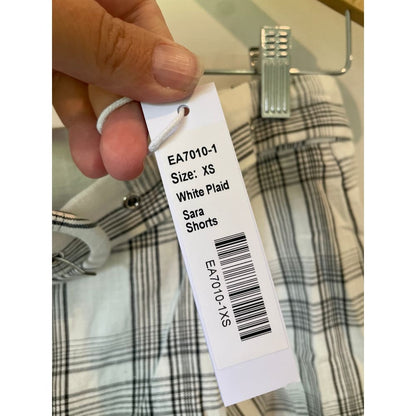 EA7010-1
Size: XS
White Plaid
Sara
Shorts
EA7010-1XS